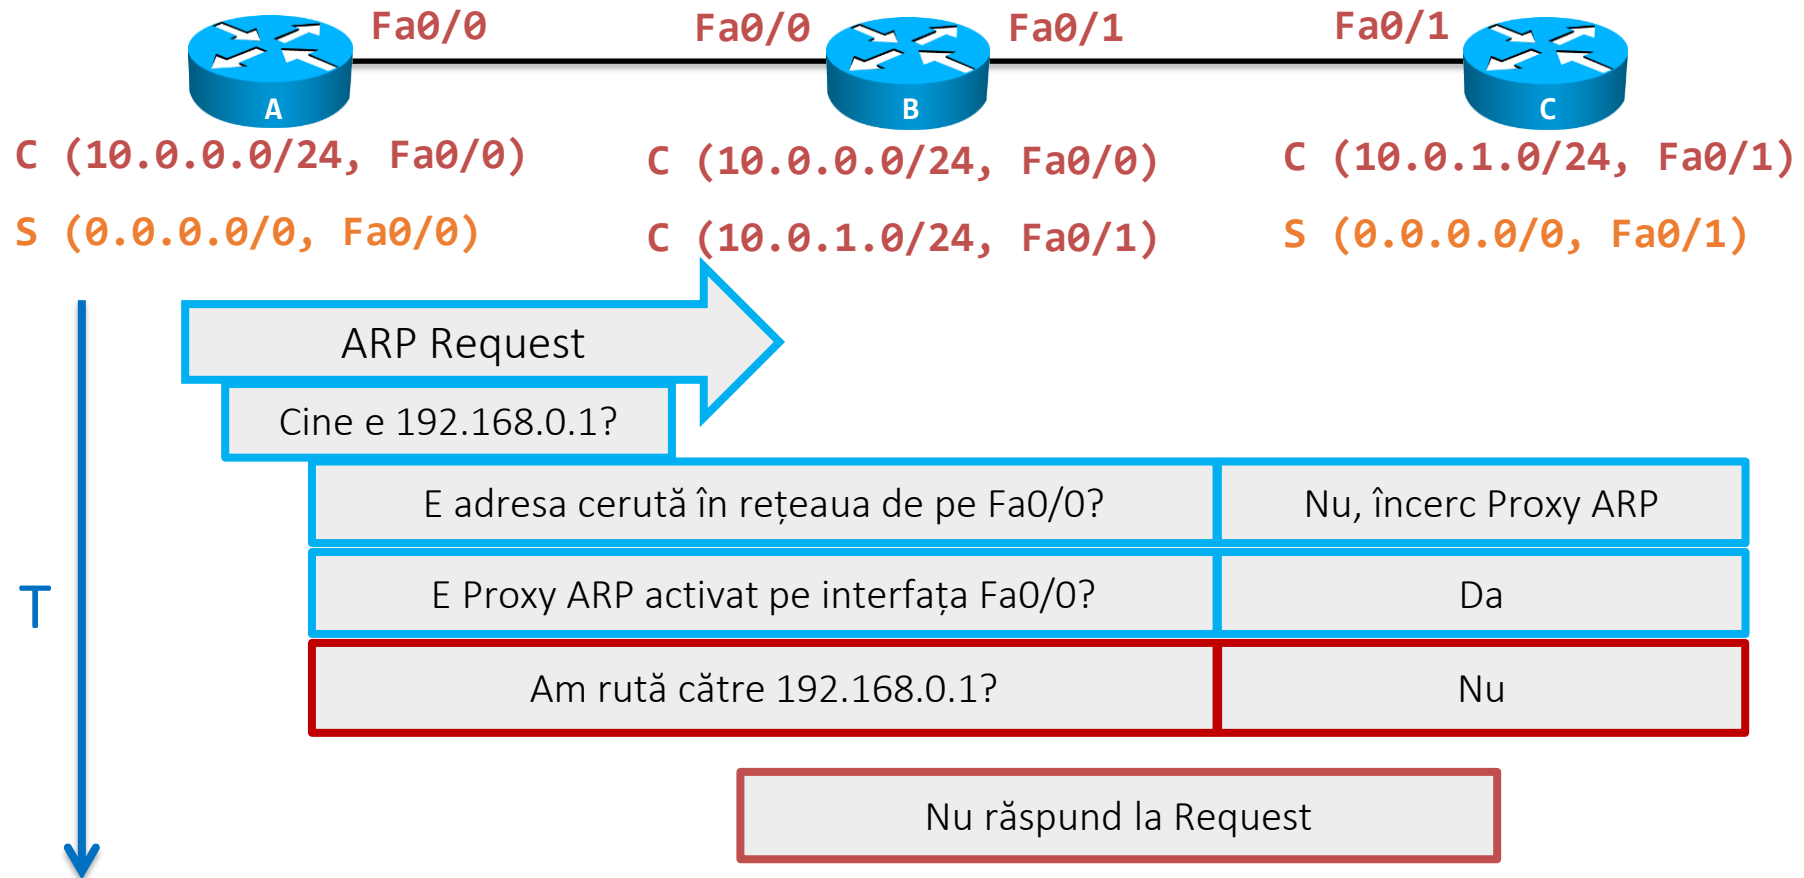 Fa0/0 Fa0/0 Fa0/1 Fa0/1
A B C
C (10.0.0.0/24, Fa0/0) C (10.0.0.0/24, Fa0/0) C (10.0.1.0/24, Fa0/1)
S (0.0.0.0/0, Fa0/0) C (10.0.1.0/24, Fa0/1) S (0.0.0.0/0, Fa0/1)
ARP Request
Cine e 192.168.0.1?
E adresa cerută în rețeaua de pe Fa0/0? Nu, încerc Proxy ARP
E Proxy ARP activat pe interfața Fa0/0? Da
T
Am rută către 192.168.0.1? Nu
Nu răspund la Request